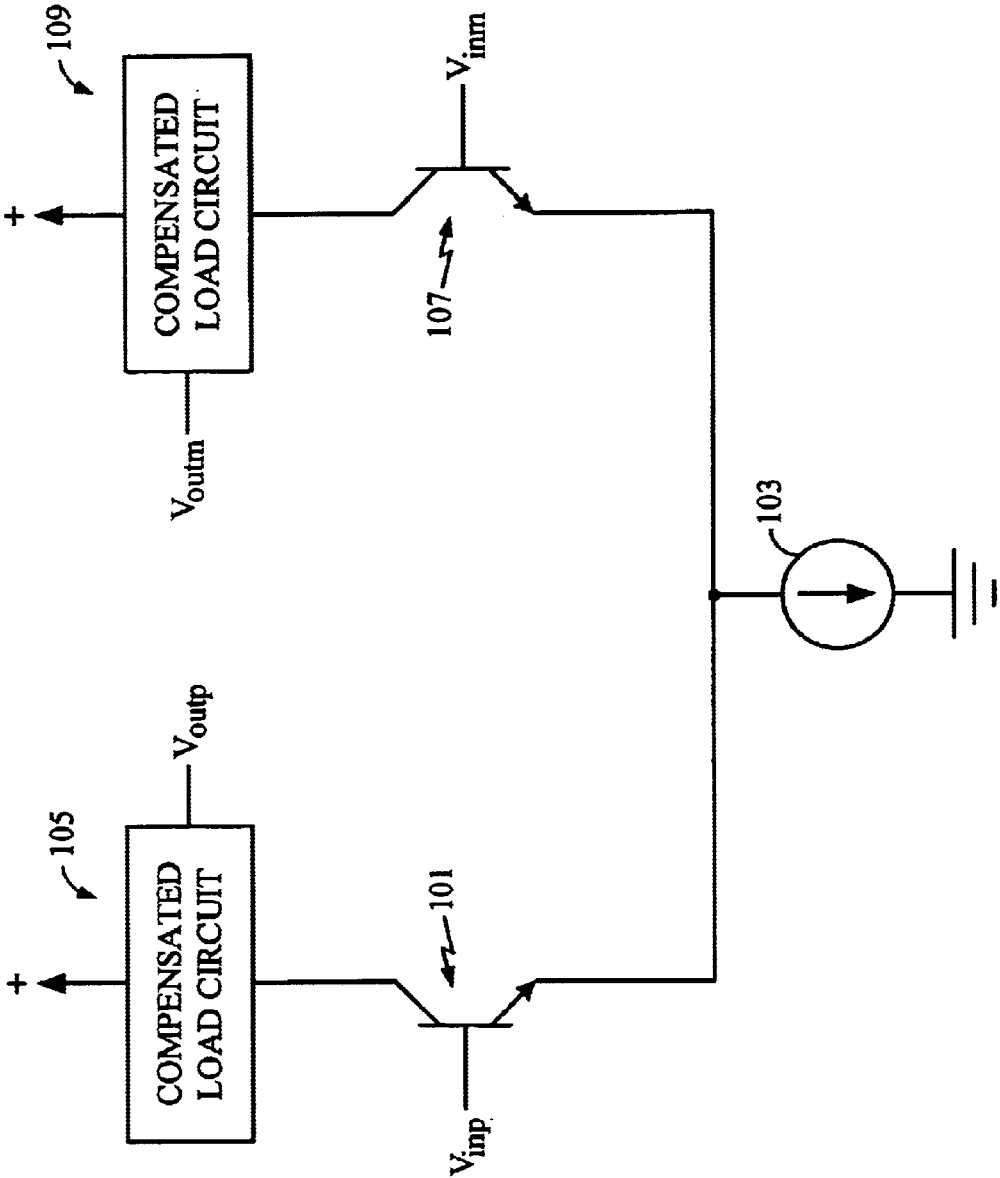 +
+
105
109
COMPENSATED
LOAD CIRCUIT
V_outp
V_outm
COMPENSATED
LOAD CIRCUIT
V_inp
101
107
V_inm
103